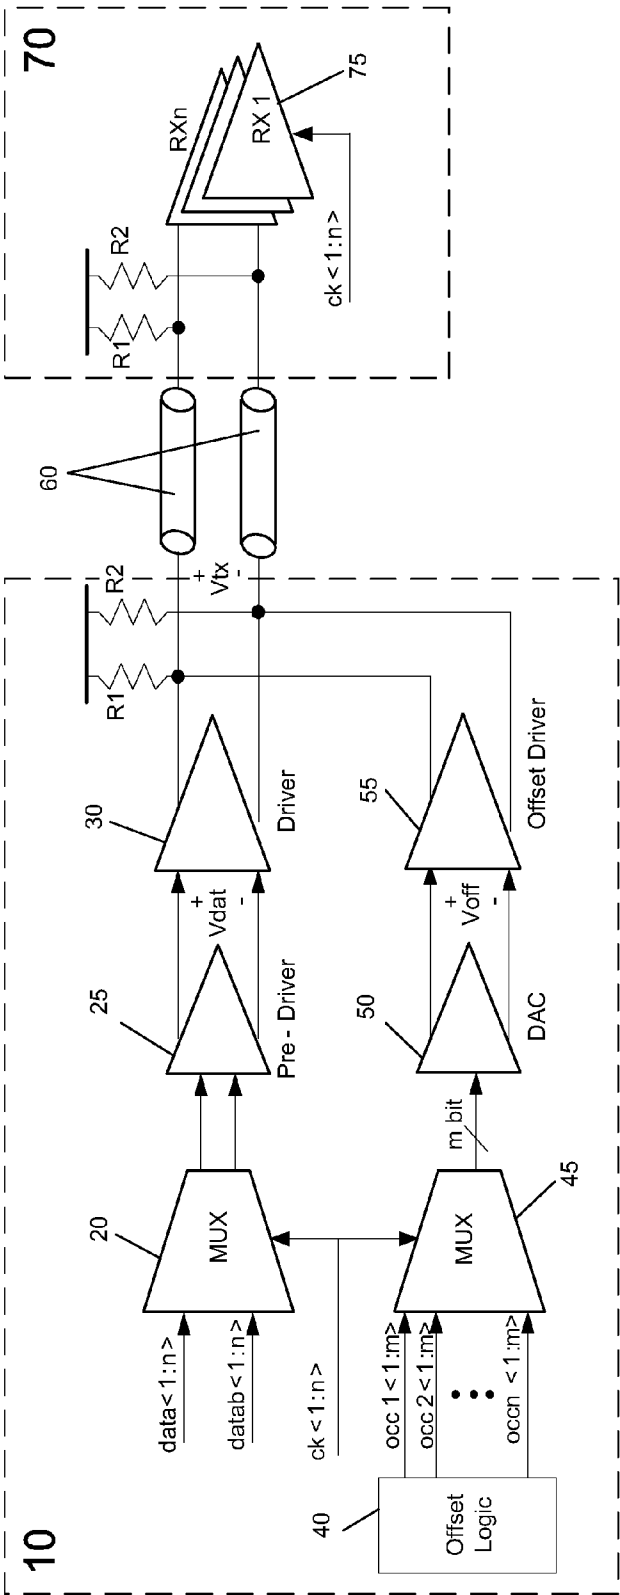 10
data<1:n>
datab<1:n>
20
MUX
25
Pre - Driver
+
Vdat
-
30
Driver
R1
R2
+
Vtx
-
60
70
R1
R2
RXn
RX 1
75
ck<1:n>
ck<1:n>
40
Offset
Logic
occ 1<1:m>
occ 2<1:m>
occn <1:m>
MUX
45
m bit
50
DAC
+
Voff
-
55
Offset Driver